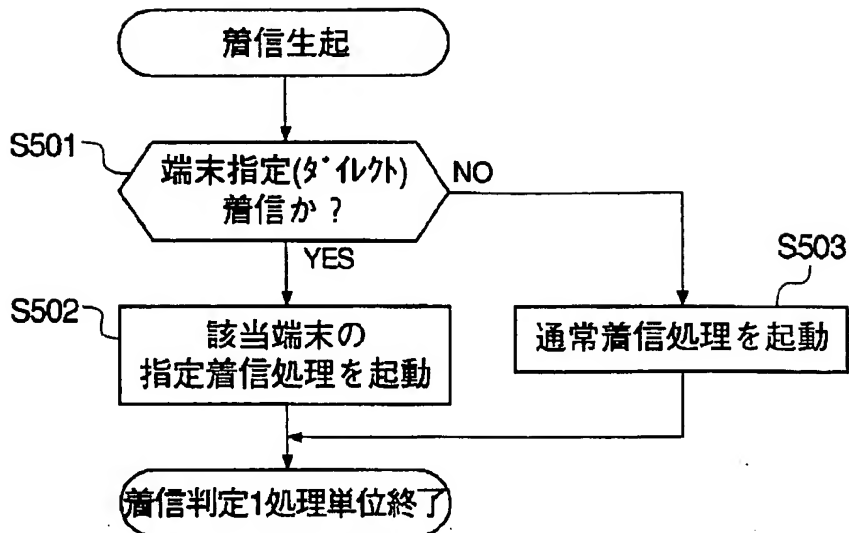 着信生起
S501
端末指定(ﾀﾞｲﾚｸﾄ)
着信か？
NO
YES
S503
S502
該当端末の
指定着信処理を起動
通常着信処理を起動
着信判定1処理単位終了